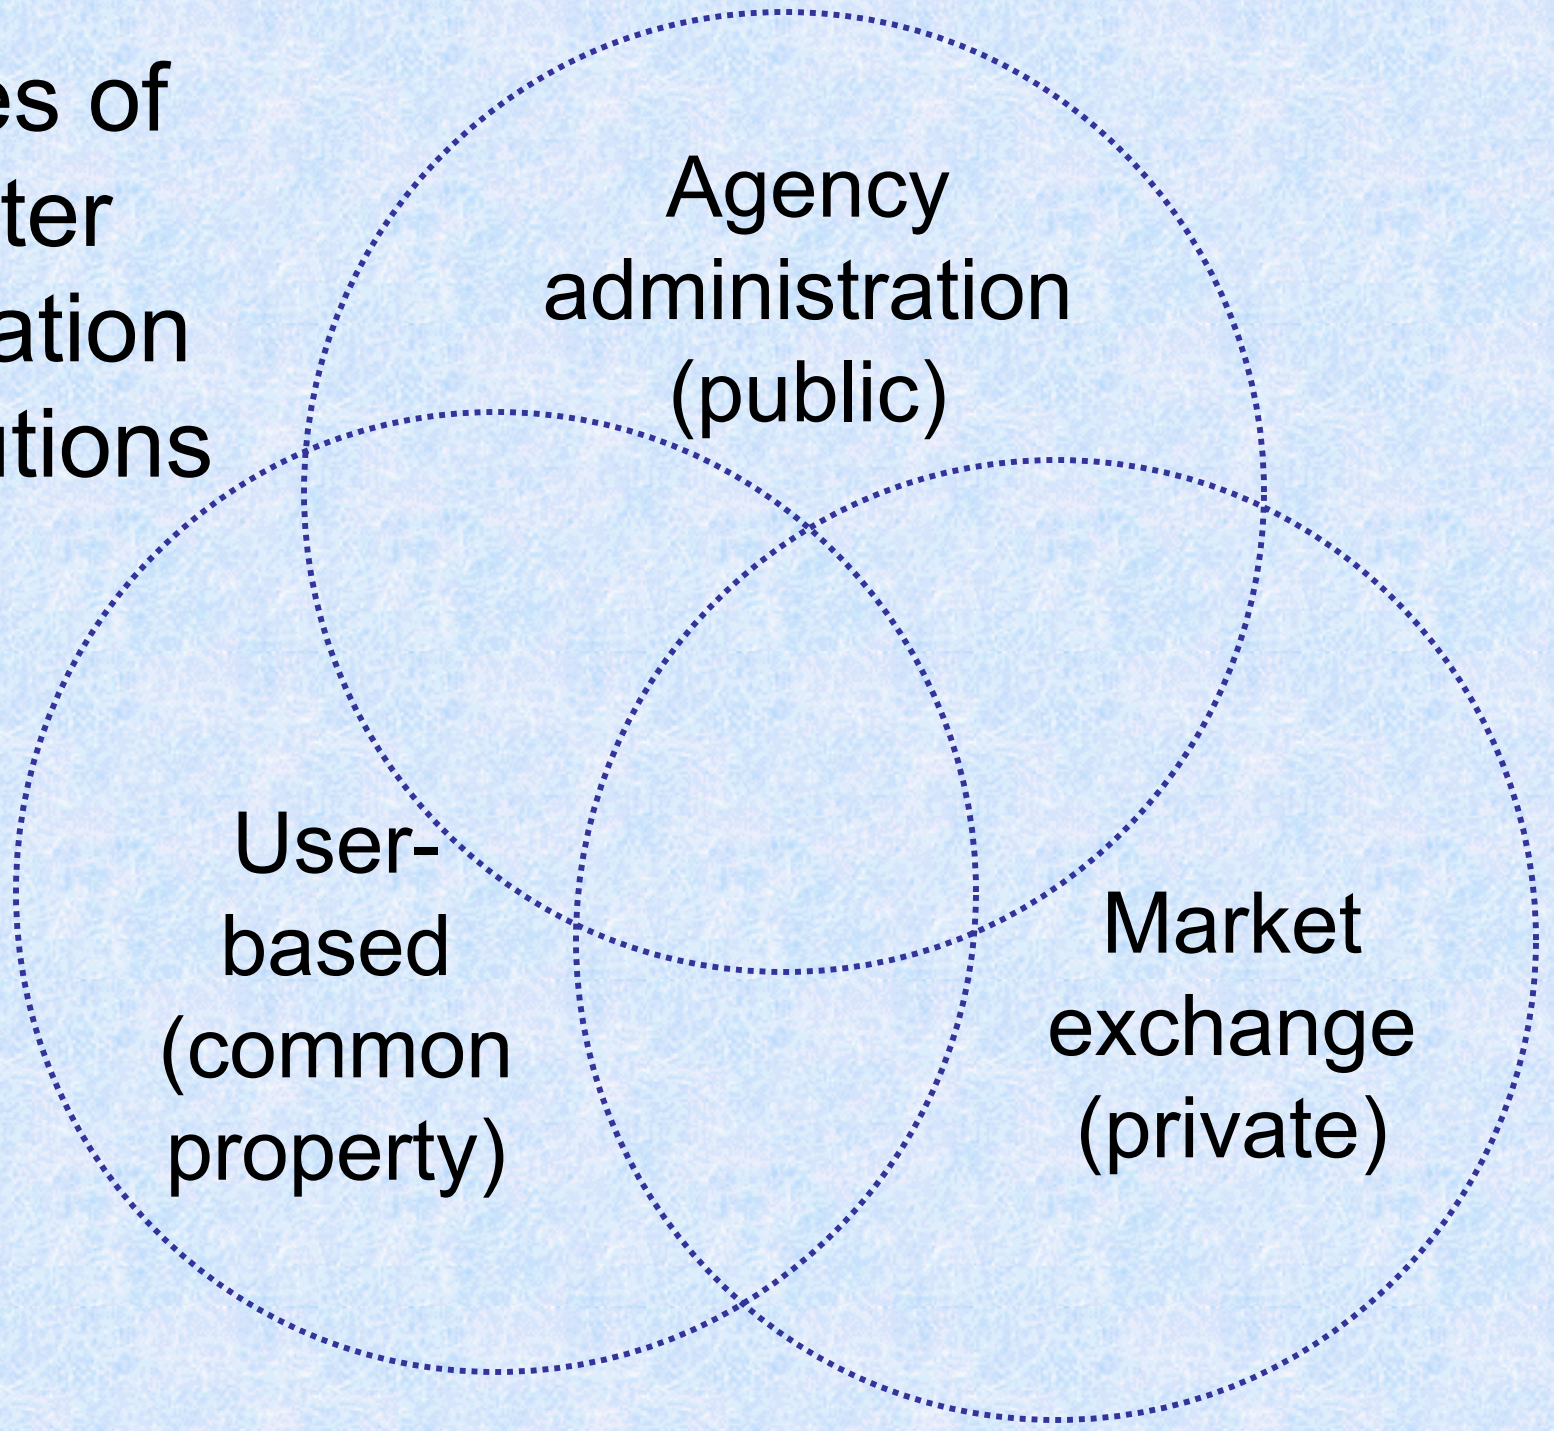 es of
ter
ation
utions
Agency
administration
(public)
User-
based
(common
property)
Market
exchange
(private)